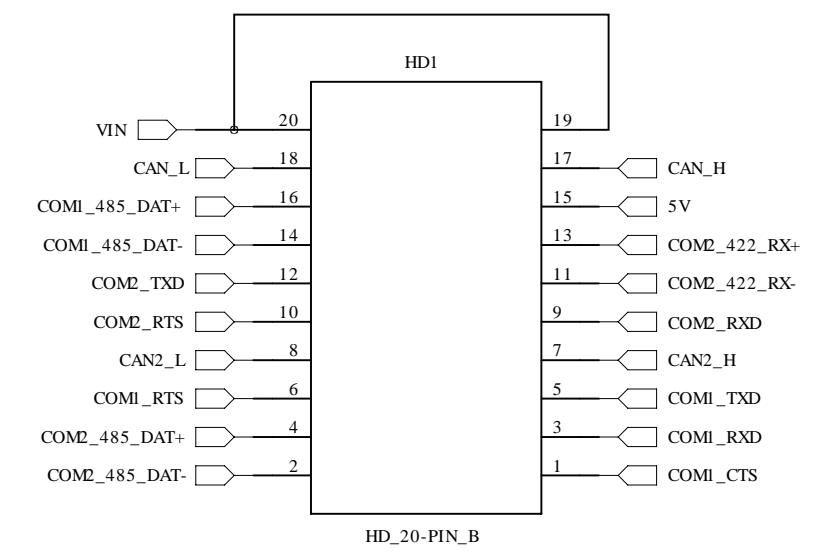 HD1
VIN 20 19
CAN_L 18 17 CAN_H
COM1_485_DAT+ 16 15 5V
COM1_485_DAT- 14 13 COM2_422_RX+
COM2_TXD 12 11 COM2_422_RX-
COM2_RTS 10 9 COM2_RXD
CAN2_L 8 7 CAN2_H
COM1_RTS 6 5 COM1_TXD
COM2_485_DAT+ 4 3 COM1_RXD
COM2_485_DAT- 2 1 COM1_CTS
HD_20-PIN_B